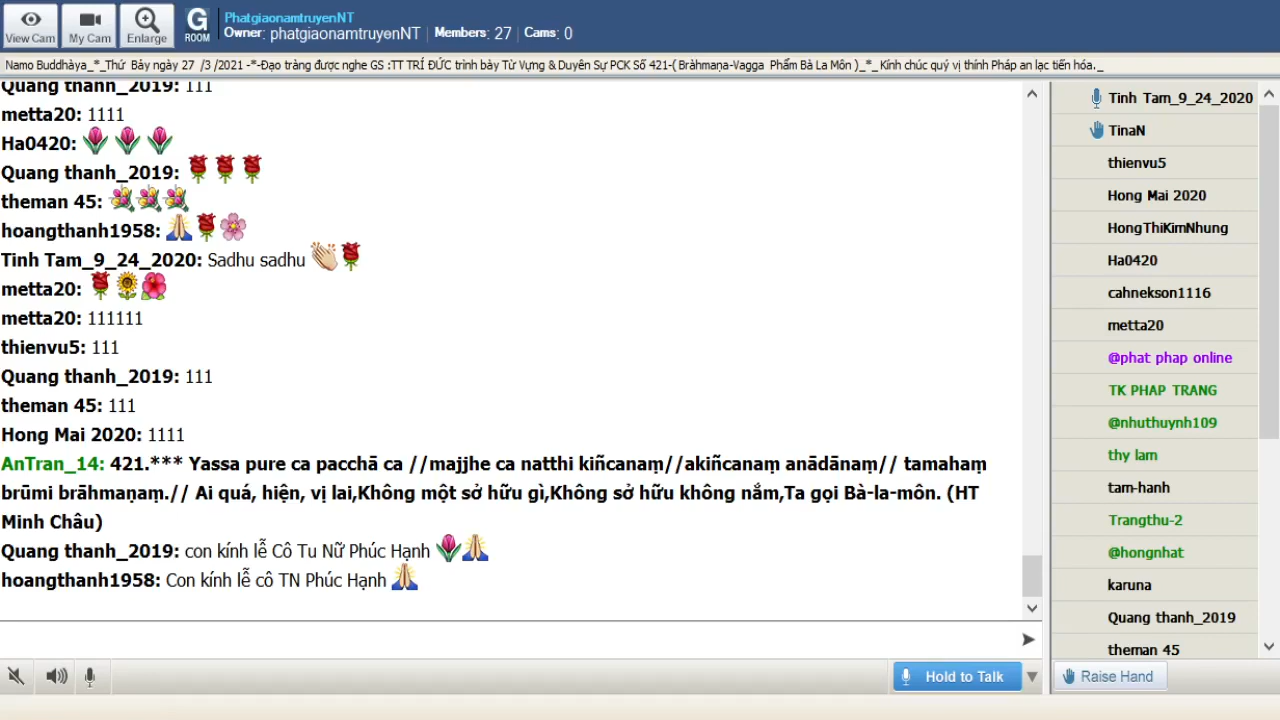 View Cam
My Cam
Enlarge
G
ROOM
PhatgiaonamtruyenNT
Owner: phatgiaonamtruyenNT | Members: 27 | Cams: 0
Namo Buddhàya_*_Thứ Bảy ngày 27 /3 /2021 -*-Đạo tràng được nghe GS :TT TRÍ ĐỨC trình bày Từ Vựng & Duyên Sự PCK Số 421-( Bràhmaṇa-Vagga Phẩm Bà La Môn )_*_ Kính chúc quý vị thính Pháp an lạc tiến hóa._
Quang thanh_2019: 111
metta20: 1111
Ha0420:
Quang thanh_2019:
theman 45:
hoangthanh1958:
Tinh Tam_9_24_2020: Sadhu sadhu
metta20:
metta20: 111111
thienvu5: 111
Quang thanh_2019: 111
theman 45: 111
Hong Mai 2020: 1111
AnTran_14: 421.*** Yassa pure ca pacchā ca //majjhe ca natthi kiñcanaṃ//akiñcanaṃ anādānaṃ// tamahaṃ
brūmi brāhmaṇaṃ.// Ai quá, hiện, vị lai,Không một sở hữu gì,Không sở hữu không nắm,Ta gọi Bà-la-môn. (HT
Minh Châu)
Quang thanh_2019: con kính lễ Cô Tu Nữ Phúc Hạnh
hoangthanh1958: Con kính lễ cô TN Phúc Hạnh
Hold to Talk
Tinh Tam_9_24_2020
TinaN
thienvu5
Hong Mai 2020
HongThiKimNhung
Ha0420
cahnekson1116
metta20
@phat phap online
TK PHAP TRANG
@nhuthuynh109
thy lam
tam-hanh
Trangthu-2
@hongnhat
karuna
Quang thanh_2019
theman 45
Raise Hand